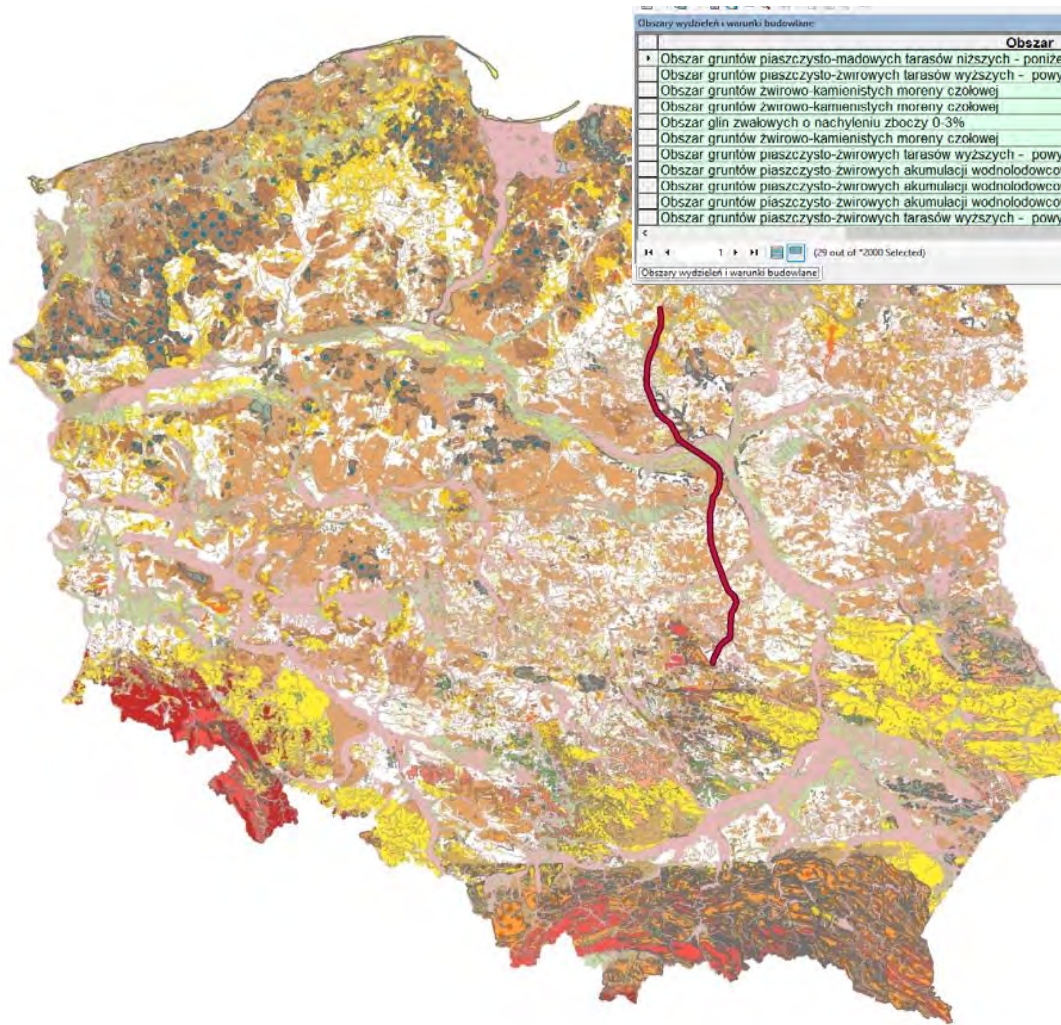 Obszary wydzieleń i warunki budowlane
Obszar
Obszar gruntów piaszczysto-madowych tarasów niższych - poniże
Obszar gruntów piaszczysto-żwirowych tarasów wyższych - powy
Obszar gruntów żwirowo-kamienistych moreny czołowej
Obszar gruntów żwirowo-kamienistych moreny czołowej
Obszar glin zwałowych o nachyleniu zboczy 0-3%
Obszar gruntów żwirowo-kamienistych moreny czołowej
Obszar gruntów piaszczysto-żwirowych tarasów wyższych - powy
Obszar gruntów piaszczysto-żwirowych akumulacji wodnolodowco
Obszar gruntów piaszczysto-żwirowych akumulacji wodnolodowco
Obszar gruntów piaszczysto-żwirowych akumulacji wodnolodowco
Obszar gruntów piaszczysto-żwirowych tarasów wyższych - powy
1 (29 out of *2000 Selected)
Obszary wydzieleń i warunki budowlane